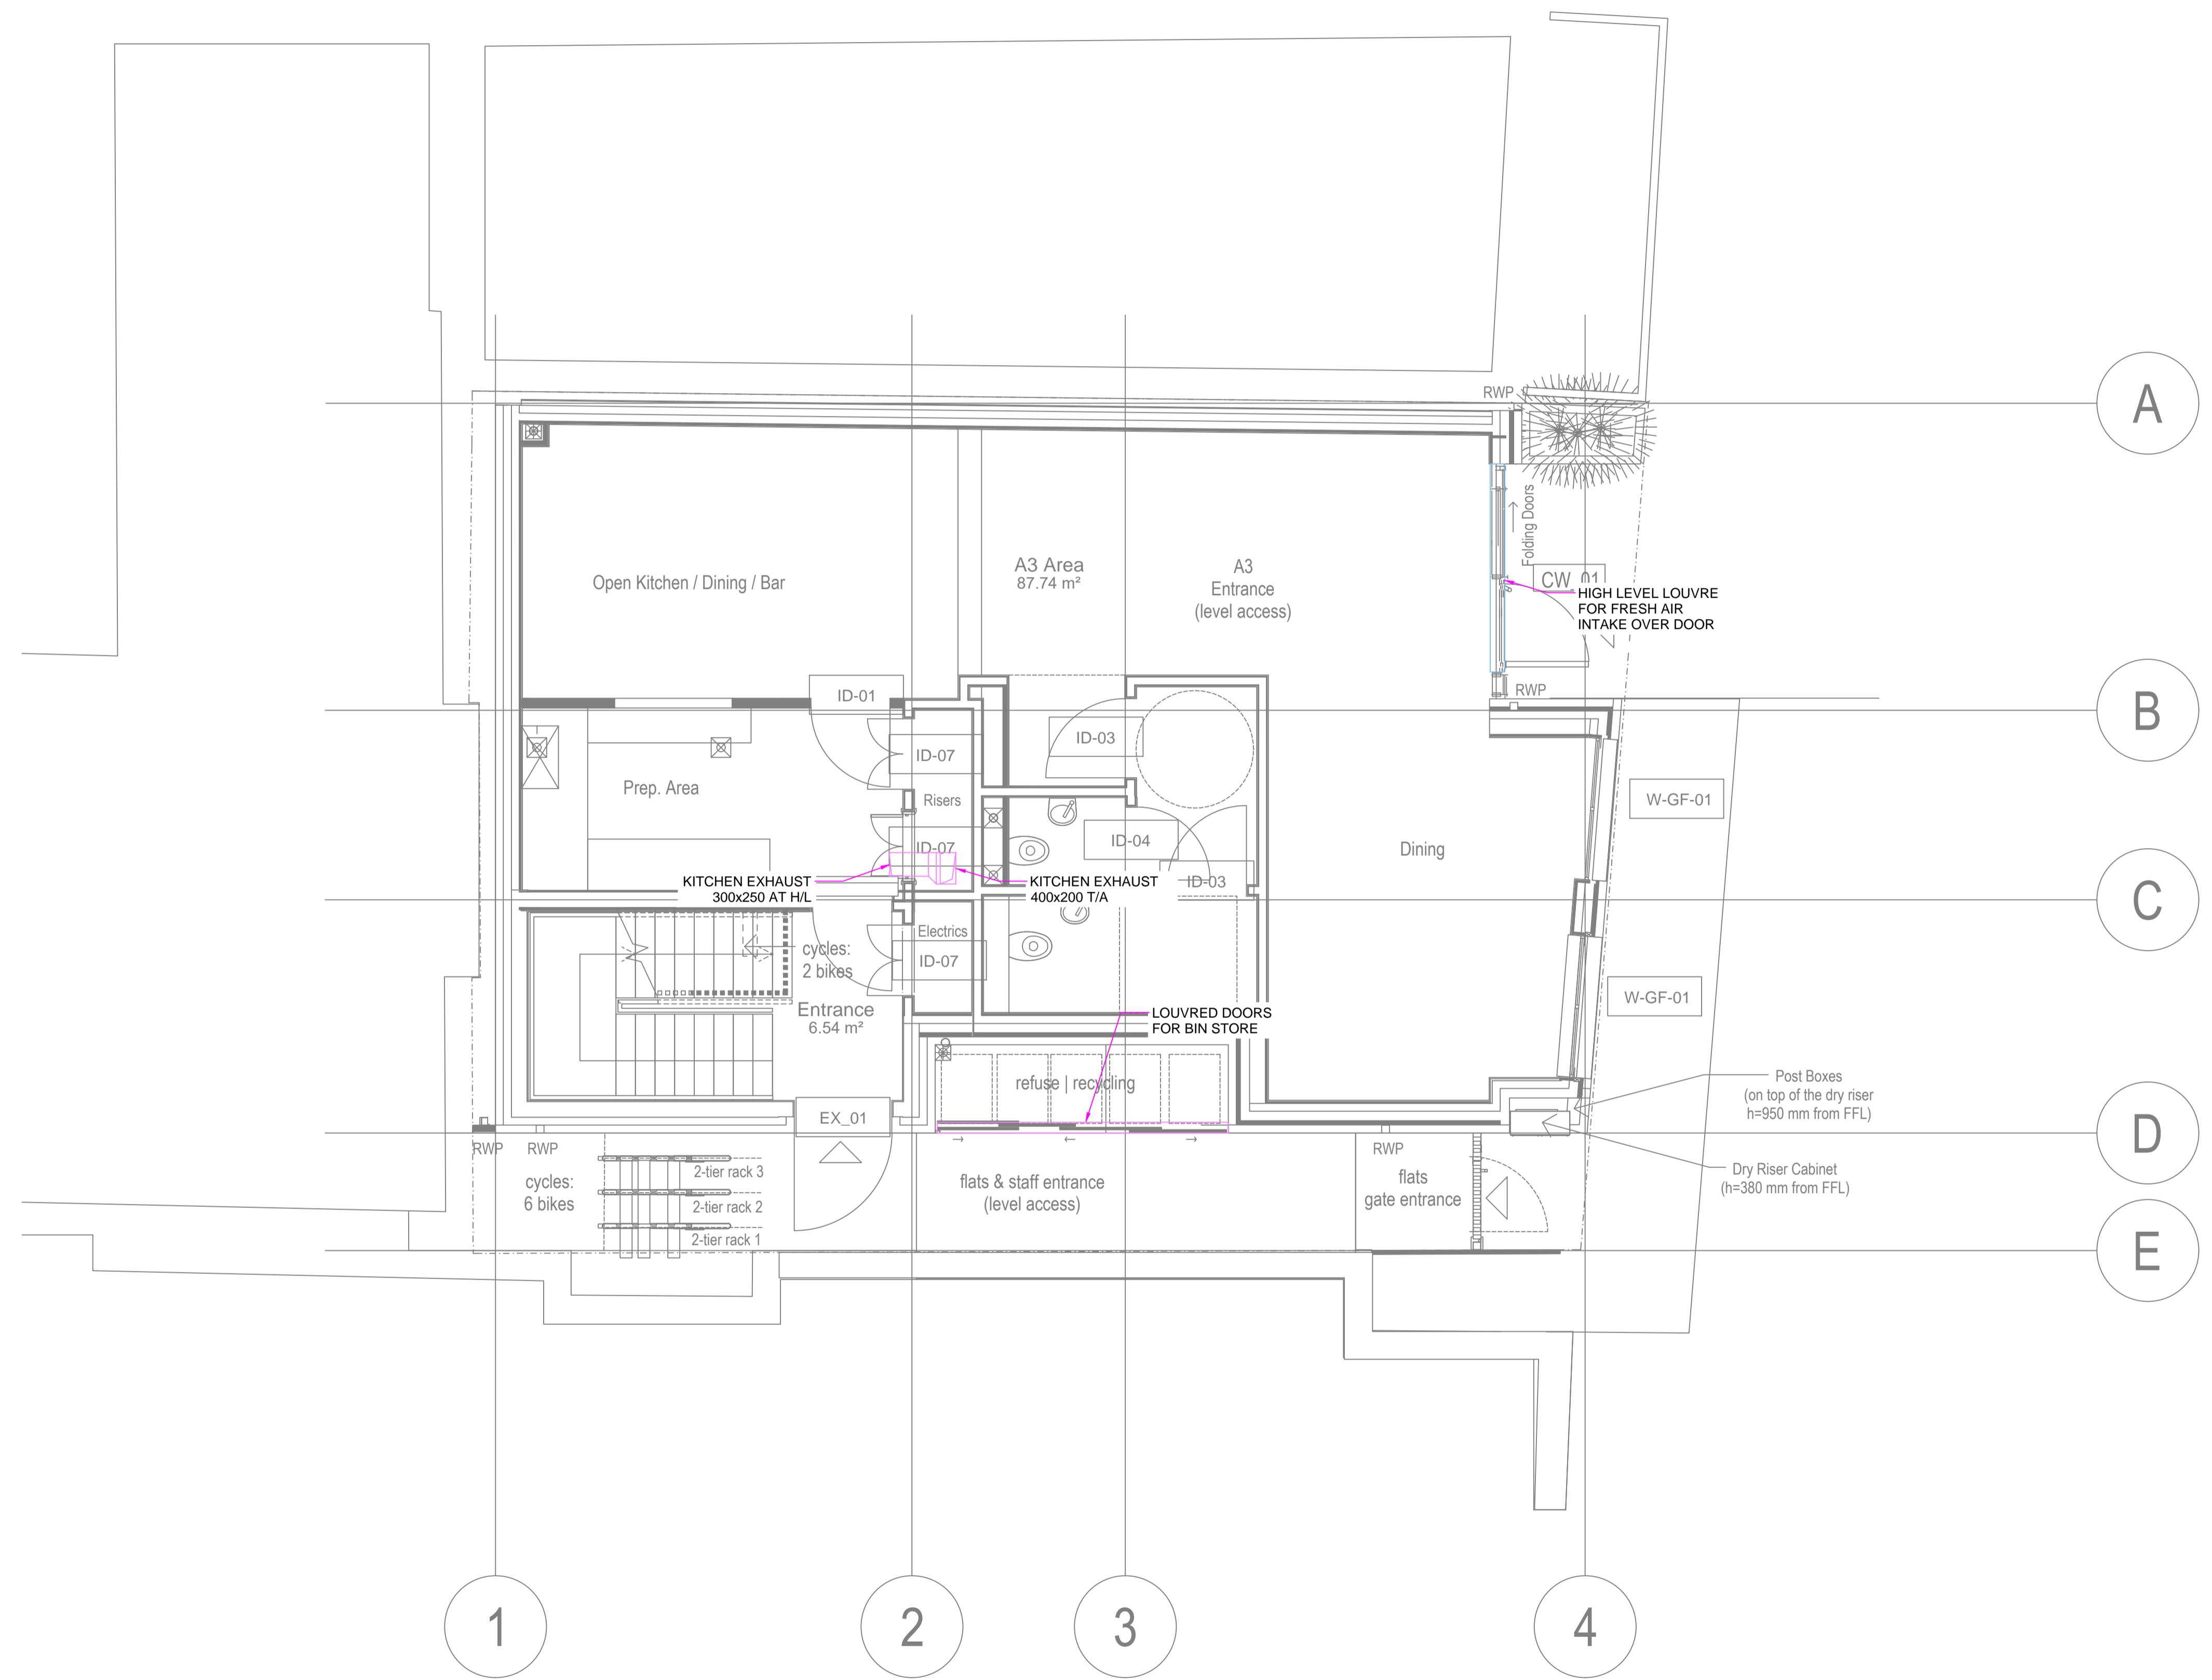 RWP
A
Folding Doors
Open Kitchen / Dining / Bar
A3 Area
87.74 m²
A3
Entrance
(level access)
CW_01
HIGH LEVEL LOUVRE
FOR FRESH AIR
INTAKE OVER DOOR
ID-01
RWP
B
ID-03
ID-07
Prep. Area
Risers
W-GF-01
ID-07
ID-04
Dining
KITCHEN EXHAUST
300x250 AT H/L
KITCHEN EXHAUST
400x200 T/A
ID-03
C
Electrics
cycles:
2 bikes
ID-07
W-GF-01
Entrance
6.54 m²
LOUVRED DOORS
FOR BIN STORE
refuse | recycling
Post Boxes
(on top of the dry riser
h=950 mm from FFL)
EX_01
D
RWP
RWP
RWP
cycles:
6 bikes
2-tier rack 3
2-tier rack 2
2-tier rack 1
flats & staff entrance
(level access)
flats
gate entrance
Dry Riser Cabinet
(h=380 mm from FFL)
E
1
2
3
4